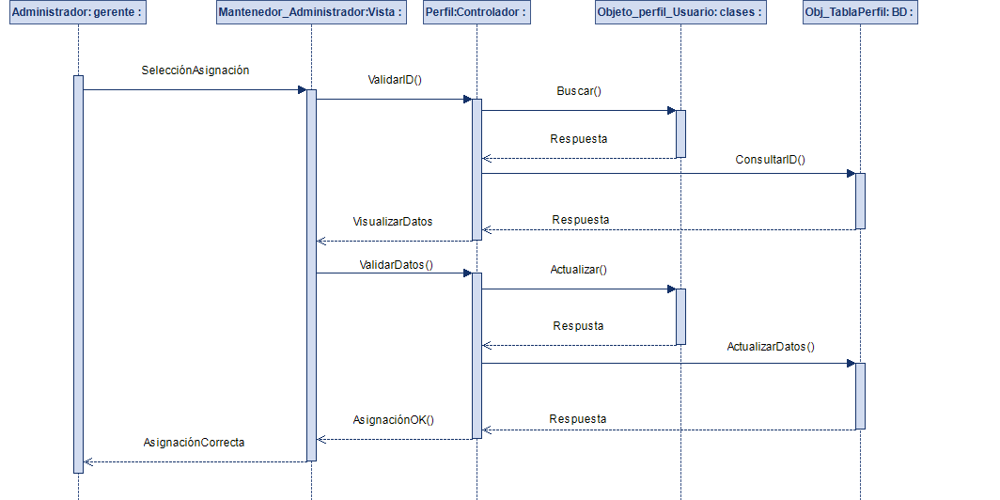 Administrador: gerente :
Mantenedor_Administrador:Vista :
Perfil:Controlador :
Objeto_perfil_Usuario: clases :
Obj_TablaPerfil: BD :
SelecciónAsignación
ValidarID()
Buscar()
Respuesta
ConsultarID()
Respuesta
VisualizarDatos
ValidarDatos()
Actualizar()
Respusta
ActualizarDatos()
Respuesta
AsignaciónOK()
AsignaciónCorrecta